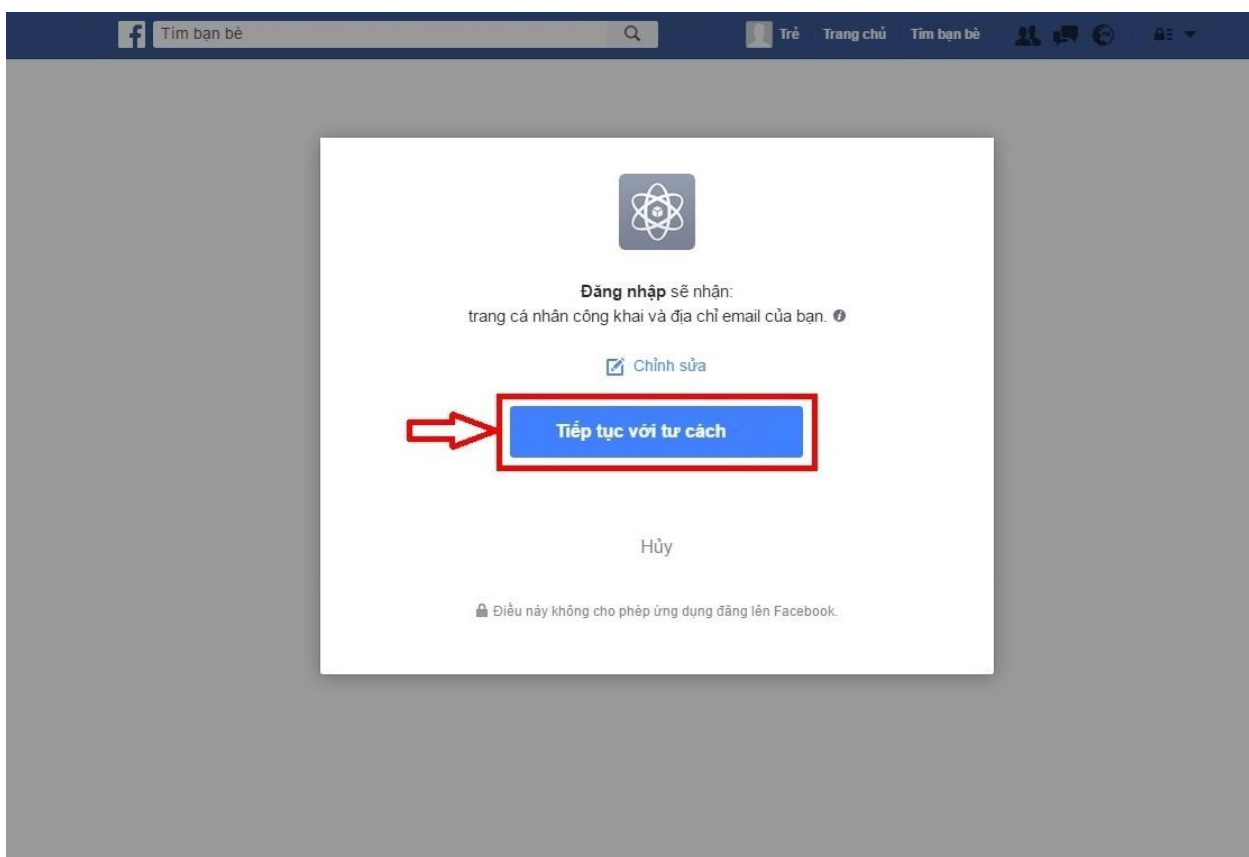 Tìm bạn bè
Trẻ Trang chủ Tìm bạn bè
Đăng nhập sẽ nhận:
trang cá nhân công khai và địa chỉ email của bạn.
Chỉnh sửa
Tiếp tục với tư cách
Hủy
Điều này không cho phép ứng dụng đăng lên Facebook.